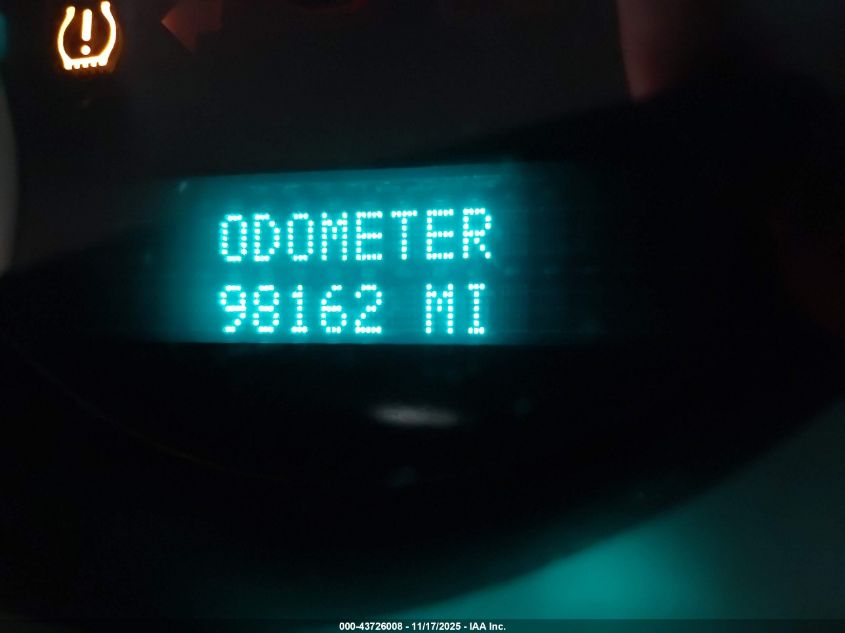 ODOMETER
98162 MI
000-43726008 - 11/17/2025 - IAA Inc.